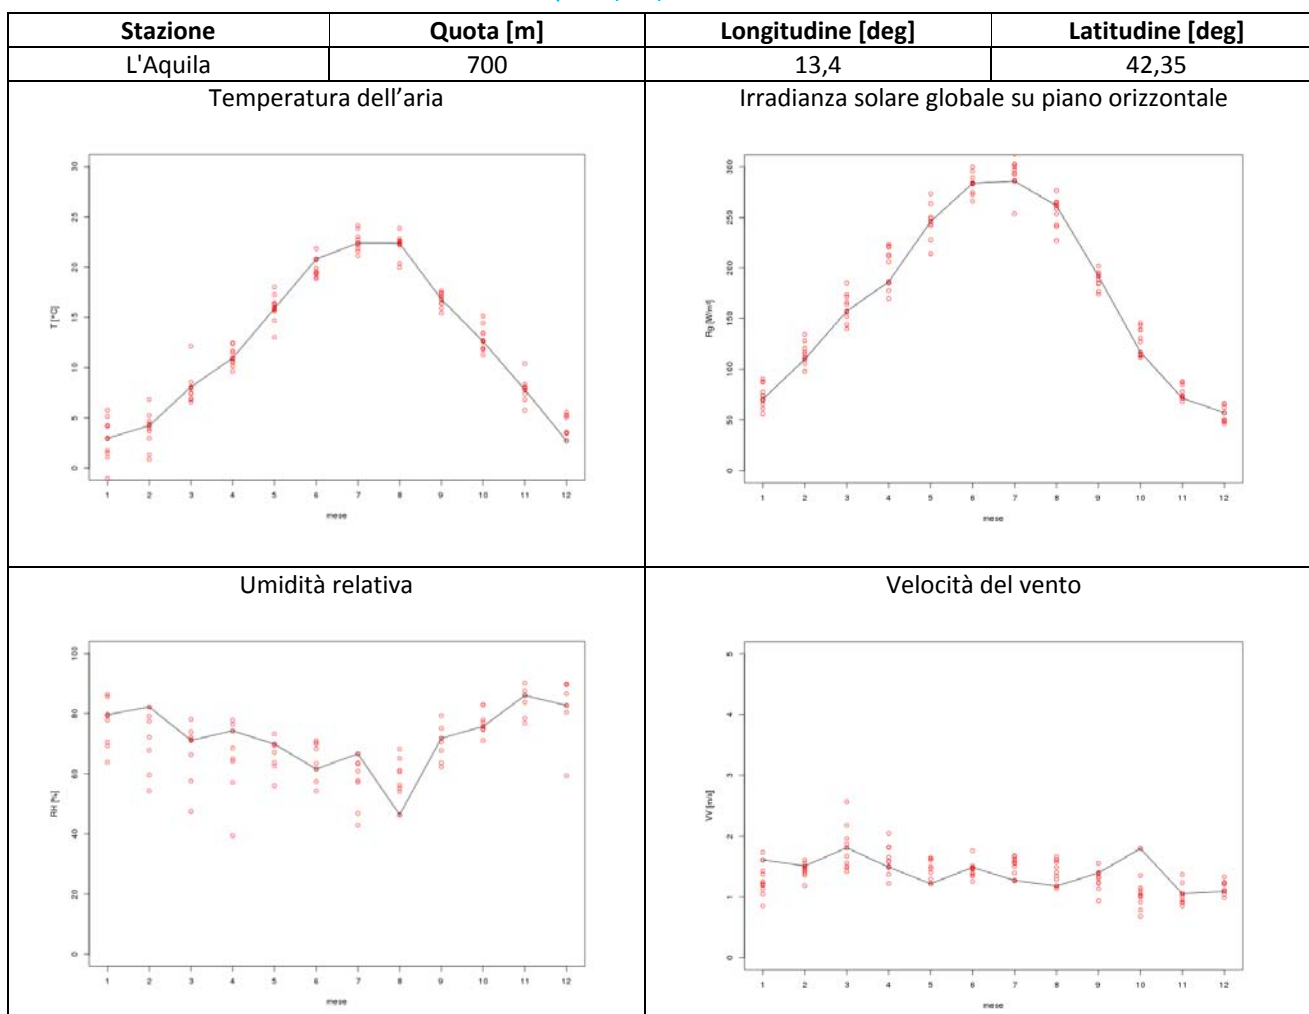 Stazione Quota [m] Longitudine [deg] Latitudine [deg]
L'Aquila 700 13,4 42,35
Temperatura dell'aria Irradianza solare globale su piano orizzontale
T [°C]
30
25
20
15
10
5
0
1 2 3 4 5 6 7 8 9 10 11 12
mese
Rg [W/m²]
300
250
200
150
100
50
0
1 2 3 4 5 6 7 8 9 10 11 12
mese
Umidità relativa Velocità del vento
RH [%]
100
80
60
40
20
0
1 2 3 4 5 6 7 8 9 10 11 12
mese
VV [m/s]
5
4
3
2
1
0
1 2 3 4 5 6 7 8 9 10 11 12
mese